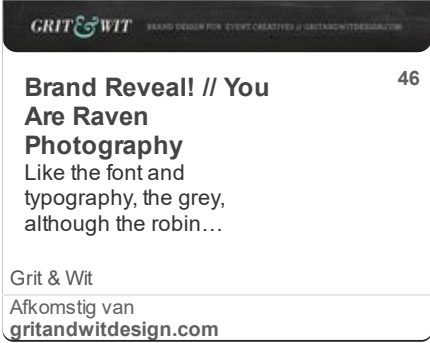 GRIT & WIT BRAND DESIGN FOR EVENT CREATIVES // GRITANDWITDESIGN.COM
Brand Reveal! // You
46
Are Raven
Photography
Like the font and
typography, the grey,
although the robin…
Grit & Wit
Afkomstig van
gritandwitdesign.com